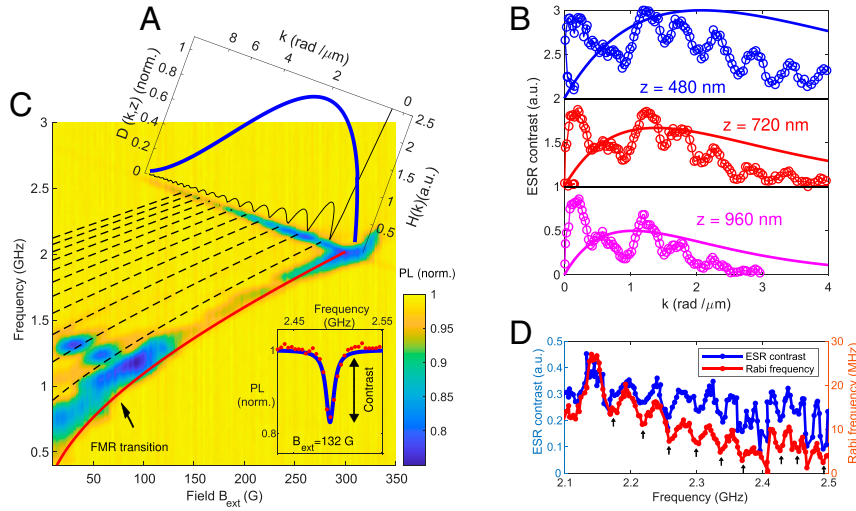 A
k (rad /μm)
8
6
4
2
0
D (k,z) (norm.)
1
0.8
0.6
0.4
0.2
0
H(k)(a.u.)
2.5
2
1.5
1
0.5
C
3
2.5
2
1.5
1
0.5
Frequency (GHz)
50
100
150
200
250
300
350
Field B_ext (G)
FMR transition
PL (norm.)
1
0.95
0.9
0.85
0.8
Frequency
(GHz)
2.45
2.55
1
0.8
PL
(norm.)
Contrast
B_ext=132 G
B
ESR contrast (a.u.)
3
2.5
2
z = 480 nm
2
1.5
1
z = 720 nm
1
0.5
0
z = 960 nm
0
1
2
3
4
k (rad /μm)
D
ESR contrast (a.u.)
0.5
0.4
0.3
0.2
0.1
0
ESR contrast
Rabi frequency
30
20
10
0
Rabi frequency (MHz)
2.1
2.2
2.3
2.4
2.5
Frequency (GHz)